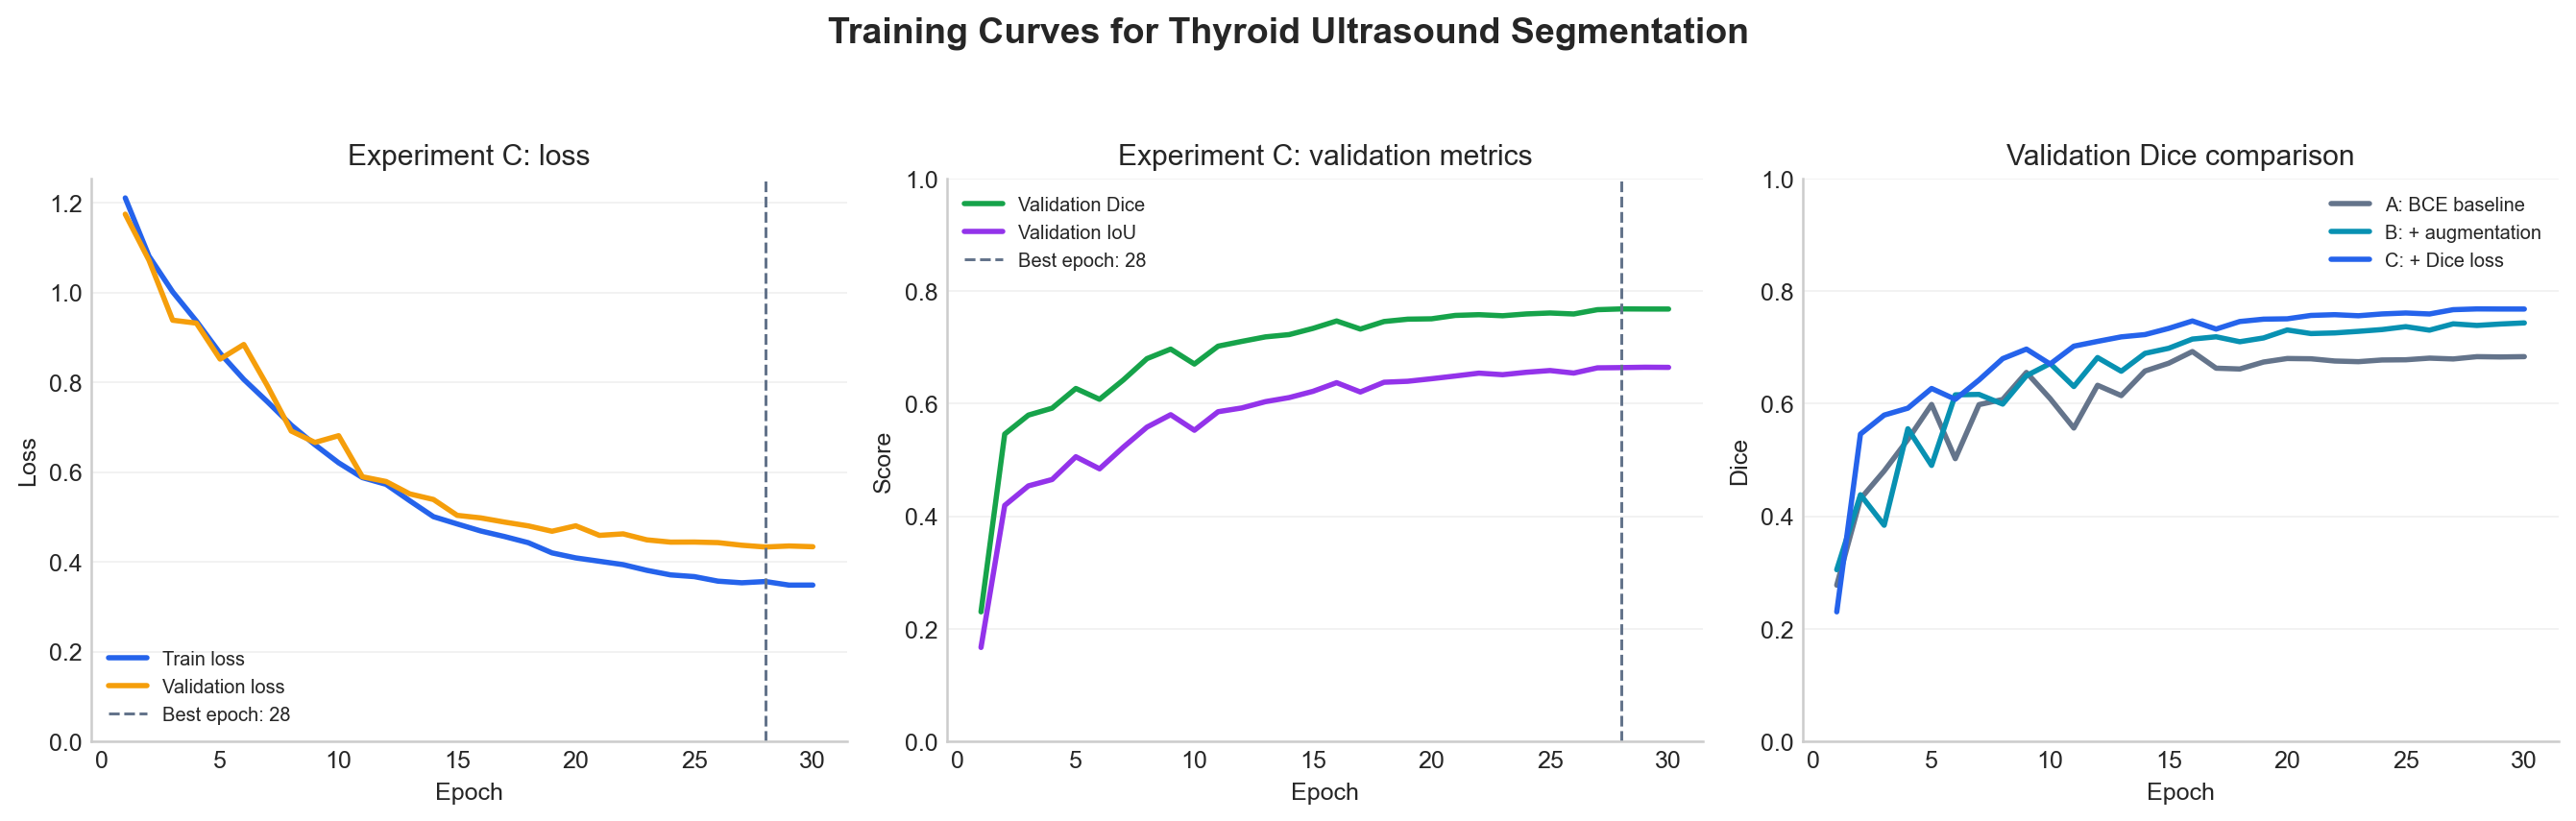 Training Curves for Thyroid Ultrasound Segmentation
Experiment C: loss
1.2
1.0
0.8
0.6
0.4
0.2
0.0
Loss
Train loss
Validation loss
Best epoch: 28
0 5 10 15 20 25 30
Epoch
Experiment C: validation metrics
1.0
0.8
0.6
0.4
0.2
0.0
Score
Validation Dice
Validation IoU
Best epoch: 28
0 5 10 15 20 25 30
Epoch
Validation Dice comparison
1.0
0.8
0.6
0.4
0.2
0.0
Dice
A: BCE baseline
B: + augmentation
C: + Dice loss
0 5 10 15 20 25 30
Epoch